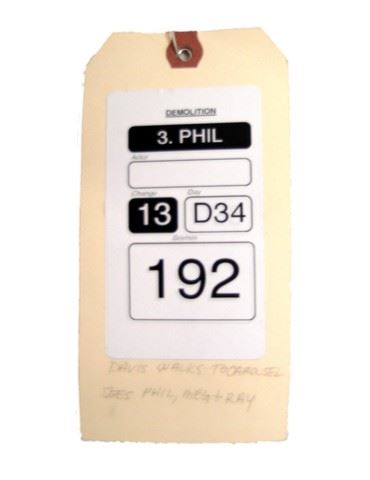 DEMOLITION
3. PHIL
Actor
Change Day
13 D34
Scene(s)
192
DAVIS WALKS TO CAROUSEL
SEES PHIL, MEG + RAY